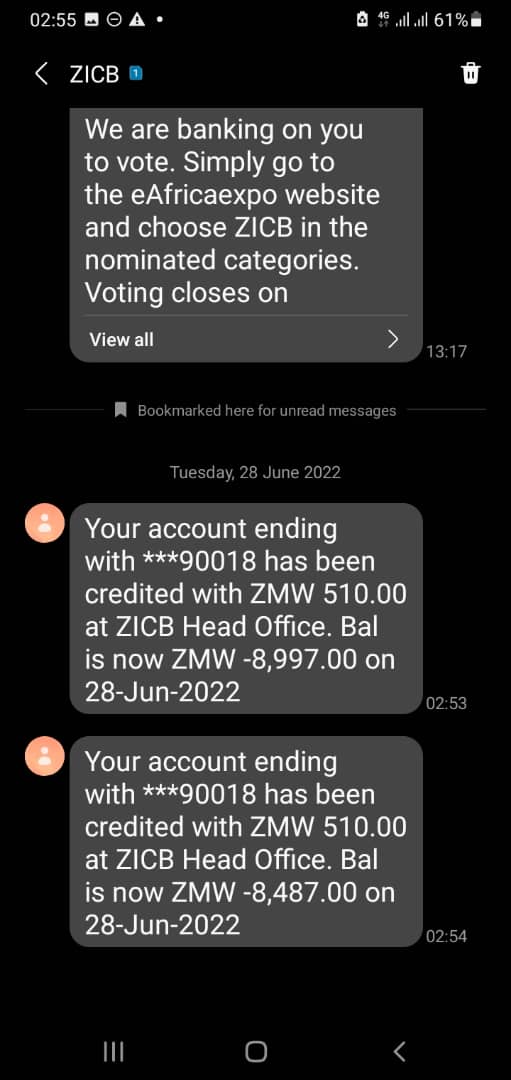 02:55
4G 61%
ZICB 1
We are banking on you
to vote. Simply go to
the eAfricaexpo website
and choose ZICB in the
nominated categories.
Voting closes on
View all
13:17
Bookmarked here for unread messages
Tuesday, 28 June 2022
Your account ending
with ***90018 has been
credited with ZMW 510.00
at ZICB Head Office. Bal
is now ZMW -8,997.00 on
28-Jun-2022
02:53
Your account ending
with ***90018 has been
credited with ZMW 510.00
at ZICB Head Office. Bal
is now ZMW -8,487.00 on
28-Jun-2022
02:54